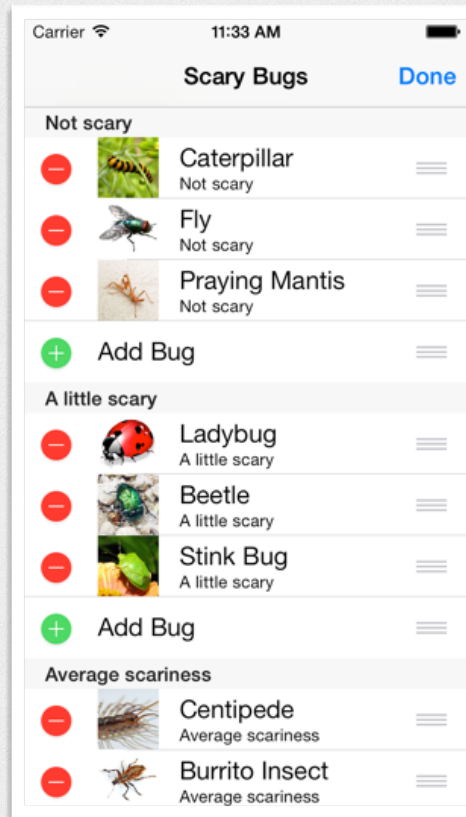 Carrier 11:33 AM
Scary Bugs Done
Not scary
Caterpillar
Not scary
Fly
Not scary
Praying Mantis
Not scary
Add Bug
A little scary
Ladybug
A little scary
Beetle
A little scary
Stink Bug
A little scary
Add Bug
Average scariness
Centipede
Average scariness
Burrito Insect
Average scariness